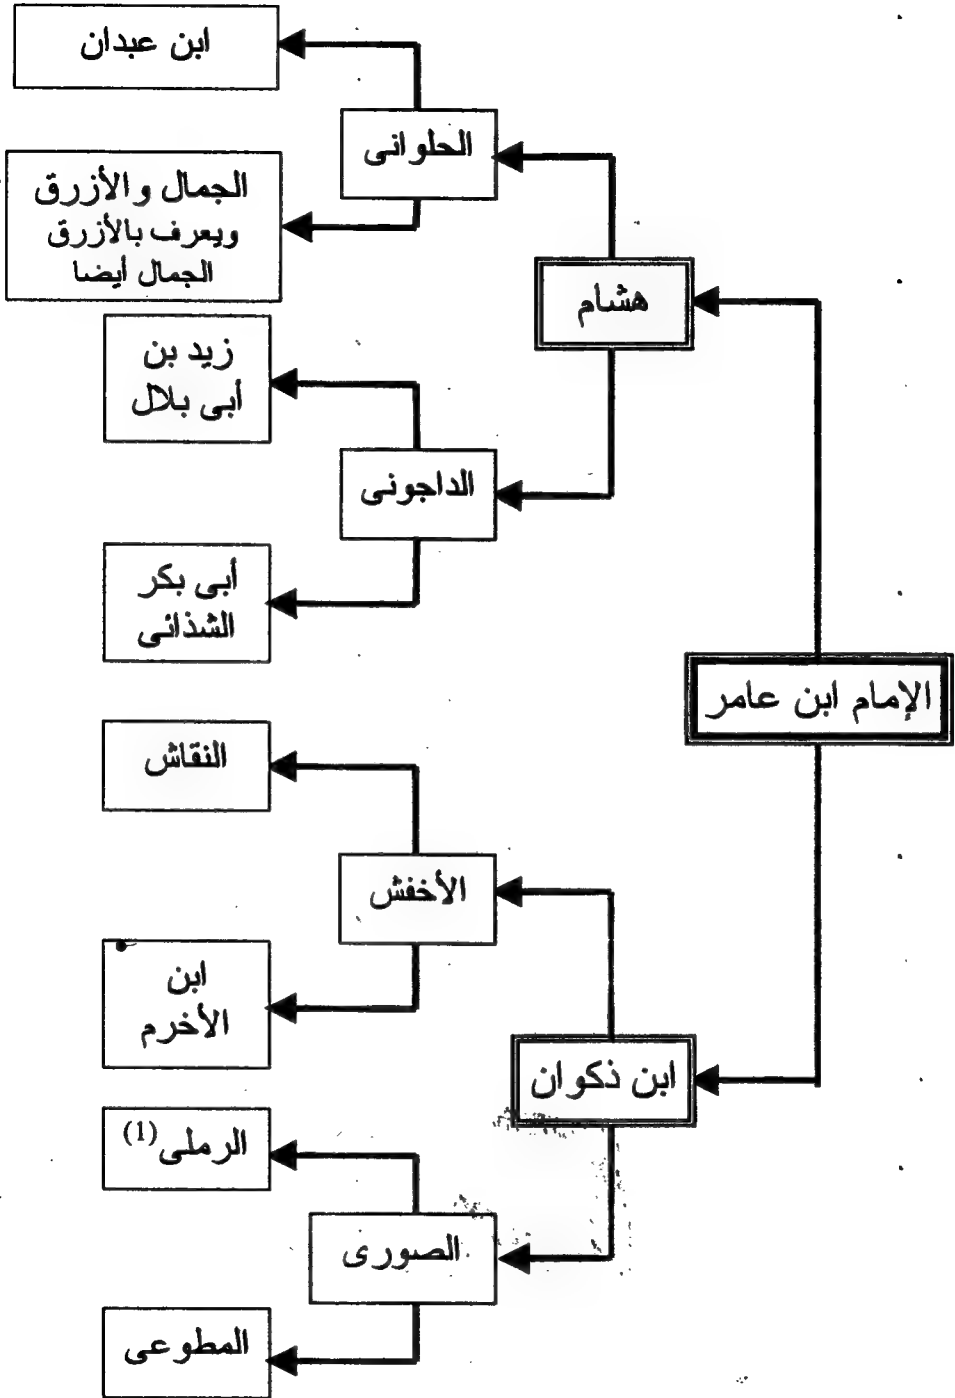 الإمام ابن عامر
هشام
الحلوانى
ابن عبدان
الجمال والأزرق
ويعرف بالأزرق
الجمال أيضا
الداجونى
زيد بن
أبى بلال
أبى بكر
الشذائى
ابن ذكوان
الأخفش
النقاش
ابن
الأخرم
الصورى
الرملى(1)
المطوعى